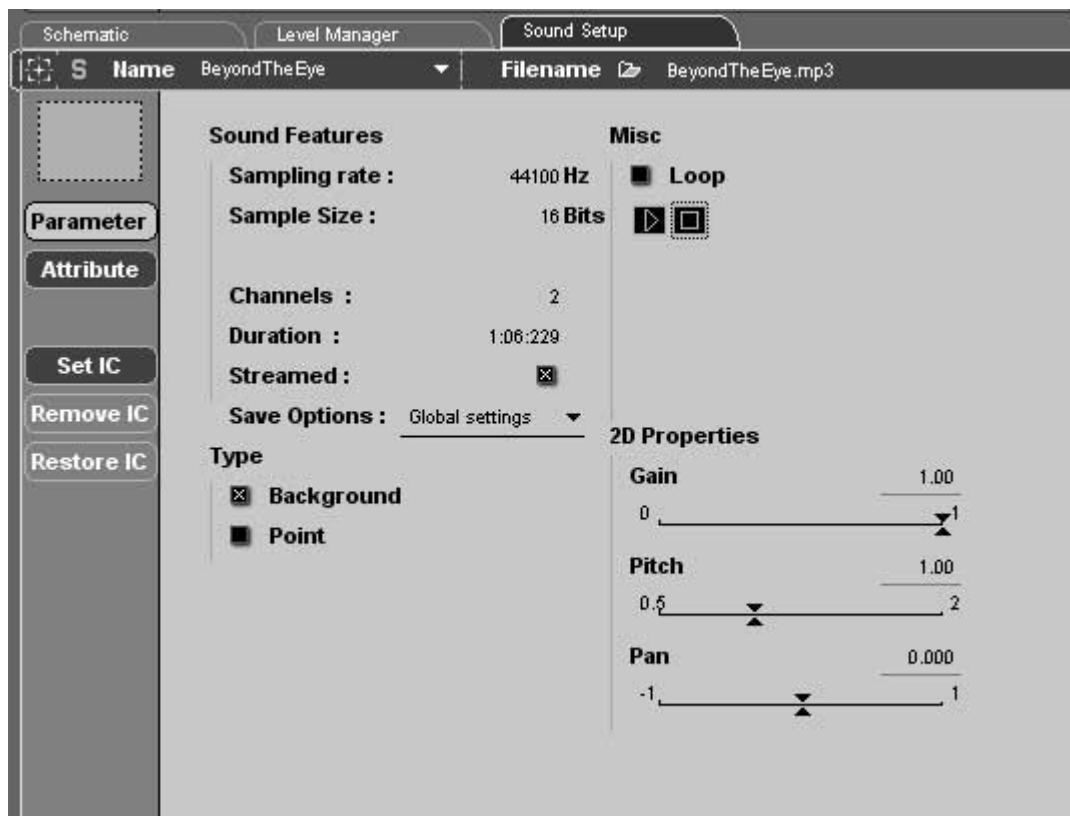 Schematic Level Manager Sound Setup
S Name BeyondTheEye Filename BeyondTheEye.mp3
Parameter
Attribute
Set IC
Remove IC
Restore IC
Sound Features
Sampling rate : 44100 Hz
Sample Size : 16 Bits
Channels : 2
Duration : 1:06:229
Streamed :
Save Options : Global settings
Type
Background
Point
Misc
Loop
2D Properties
Gain 1.00
0 1
Pitch 1.00
0.5 2
Pan 0.000
-1 1